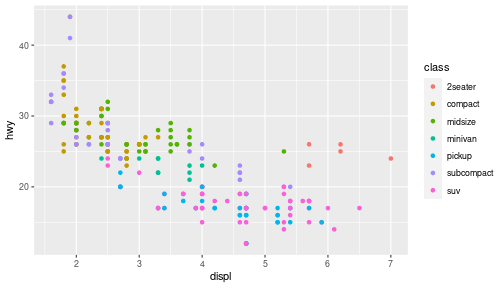 hwy
40
30
20
2
3
4
5
6
7
displ
class
2seater
compact
midsize
minivan
pickup
subcompact
suv